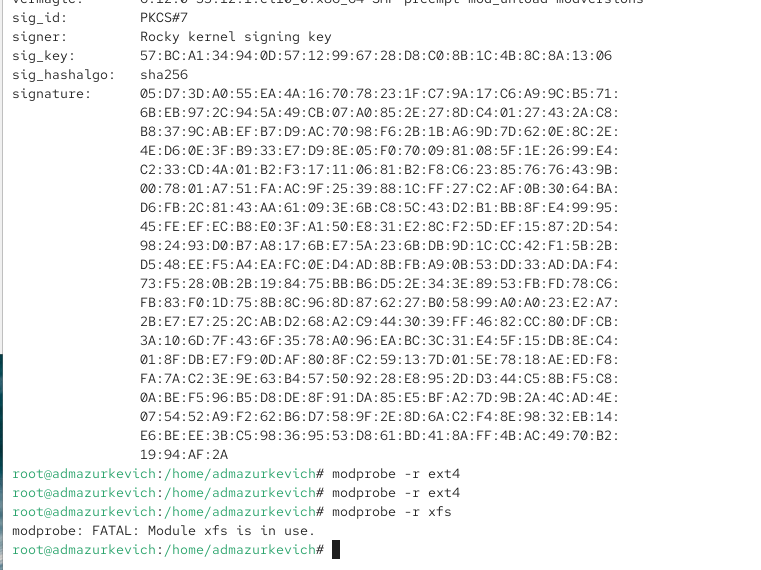 vermagic:       6.12.0-55.12.1.el10_0.x86_64 SMP preempt mod_unload modversions
sig_id:         PKCS#7
signer:         Rocky kernel signing key
sig_key:        57:BC:A1:34:94:0D:57:12:99:67:28:D8:C0:8B:1C:4B:8C:8A:13:06
sig_hashalgo:   sha256
signature:      05:D7:3D:A0:55:EA:4A:16:70:78:23:1F:C7:9A:17:C6:A9:9C:B5:71:
6B:EB:97:2C:94:5A:49:CB:07:A0:85:2E:27:8D:C4:01:27:43:2A:C8:
B8:37:9C:AB:EF:B7:D9:AC:70:98:F6:2B:1B:A6:9D:7D:62:0E:8C:2E:
4E:D6:0E:3F:B9:33:E7:D9:8E:05:F0:70:09:81:08:5F:1E:26:99:E4:
C2:33:CD:4A:01:B2:F3:17:11:06:81:B2:F8:C6:23:85:76:76:43:9B:
00:78:01:A7:51:FA:AC:9F:25:39:88:1C:FF:27:C2:AF:0B:30:64:BA:
D6:FB:2C:81:43:AA:61:09:3E:6B:C8:5C:43:D2:B1:BB:8F:E4:99:95:
45:FE:EF:EC:B8:E0:3F:A1:50:E8:31:E2:8C:F2:5D:EF:15:87:2D:54:
98:24:93:D0:B7:A8:17:6B:E7:5A:23:6B:DB:9D:1C:CC:42:F1:5B:2B:
D5:48:EE:F5:A4:EA:FC:0E:D4:AD:8B:FB:A9:0B:53:DD:33:AD:DA:F4:
73:F5:28:0B:2B:19:84:75:BB:B6:D5:2E:34:3E:89:53:FB:FD:78:C6:
FB:83:F0:1D:75:8B:8C:96:8D:87:62:27:B0:58:99:A0:A0:23:E2:A7:
2B:E7:E7:25:2C:AB:D2:68:A2:C9:44:30:39:FF:46:82:CC:80:DF:CB:
3A:10:6D:7F:43:6F:35:78:A0:96:EA:BC:3C:31:E4:5F:15:DB:8E:C4:
01:8F:DB:E7:F9:0D:AF:80:8F:C2:59:13:7D:01:5E:78:18:AE:ED:F8:
FA:7A:C2:3E:9E:63:B4:57:50:92:28:E8:95:2D:D3:44:C5:8B:F5:C8:
0A:BE:F5:96:B5:D8:DE:8F:91:DA:85:E5:BF:A2:7D:9B:2A:4C:AD:4E:
07:54:52:A9:F2:62:B6:D7:58:9F:2E:8D:6A:C2:F4:8E:98:32:EB:14:
E6:BE:EE:3B:C5:98:36:95:53:D8:61:BD:41:8A:FF:4B:AC:49:70:B2:
19:94:AF:2A
root@admazurkevich:/home/admazurkevich# modprobe -r ext4
root@admazurkevich:/home/admazurkevich# modprobe -r ext4
root@admazurkevich:/home/admazurkevich# modprobe -r xfs
modprobe: FATAL: Module xfs is in use.
root@admazurkevich:/home/admazurkevich#